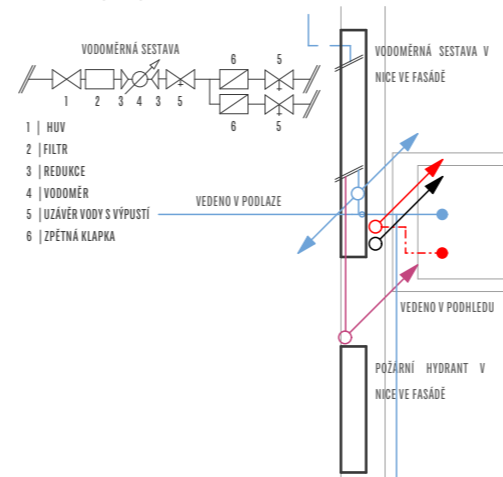 VODOMĚRNÁ SESTAVA
6 5
1 2 3 4 3 5
6 5
1 | HUV
2 | FILTR
3 | REDUKCE
4 | VODOMĚR
5 | UZÁVĚR VODY S VÝPUSTÍ
6 | ZPĚTNÁ KLAPKA
VODOMĚRNÁ SESTAVA V
NICE VE FASÁDĚ
VEDENO V PODLAZE
VEDENO V PODHLEDU
POŽÁRNÍ HYDRANT V
NICE VE FASÁDĚ